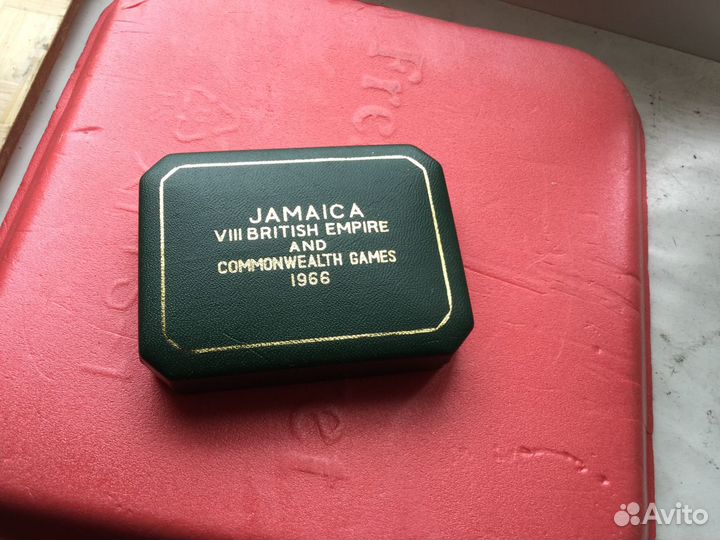 JAMAICA
VIII BRITISH EMPIRE
AND
COMMONWEALTH GAMES
1966
Avito